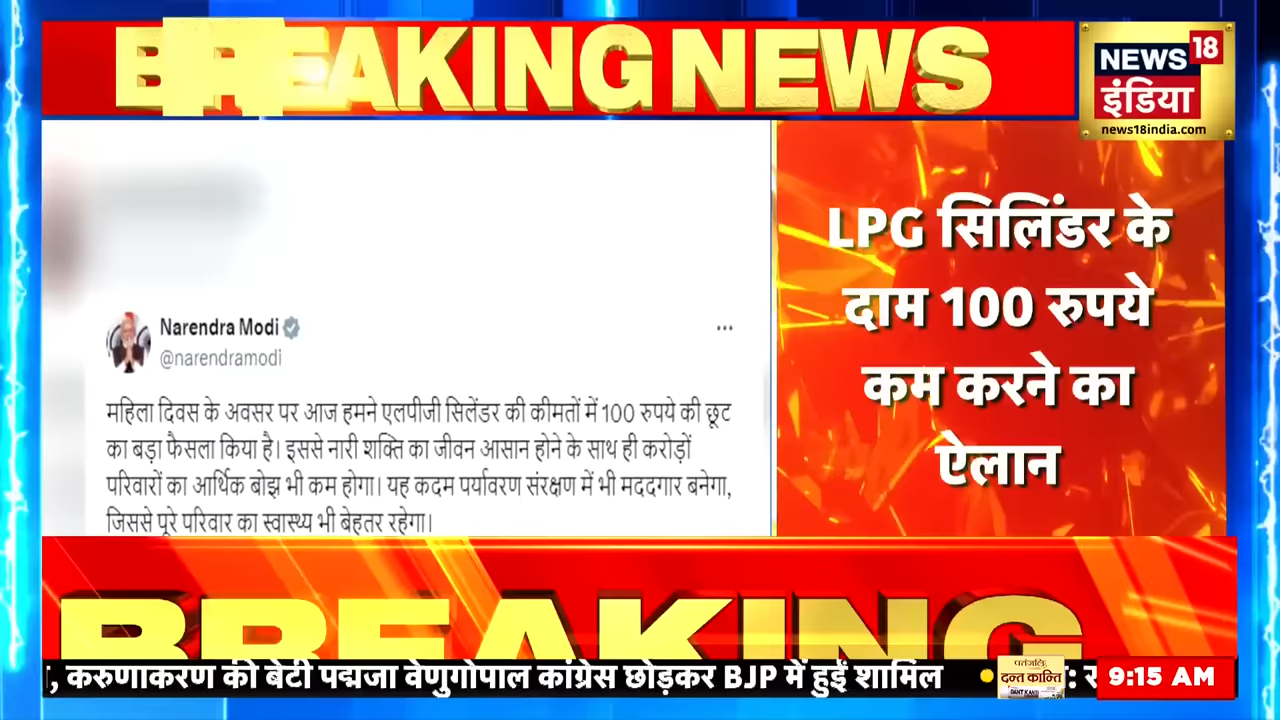 BREAKING NEWS
NEWS 18
इंडिया
news18india.com
LPG सिलिंडर के
दाम 100 रुपये
कम करने का
ऐलान
Narendra Modi
@narendramodi
महिला दिवस के अवसर पर आज हमने एलपीजी सिलेंडर की कीमतों में 100 रुपये की छूट
का बड़ा फैसला किया है। इससे नारी शक्ति का जीवन आसान होने के साथ ही करोड़ों
परिवारों का आर्थिक बोझ भी कम होगा। यह कदम पर्यावरण संरक्षण में भी मददगार बनेगा,
जिससे पूरे परिवार का स्वास्थ्य भी बेहतर रहेगा।
BREAKING
, करुणाकरण की बेटी पद्मजा वेणुगोपाल कांग्रेस छोड़कर BJP में हुईं शामिल
पतंजलि
दन्त कान्ति
9:15 AM